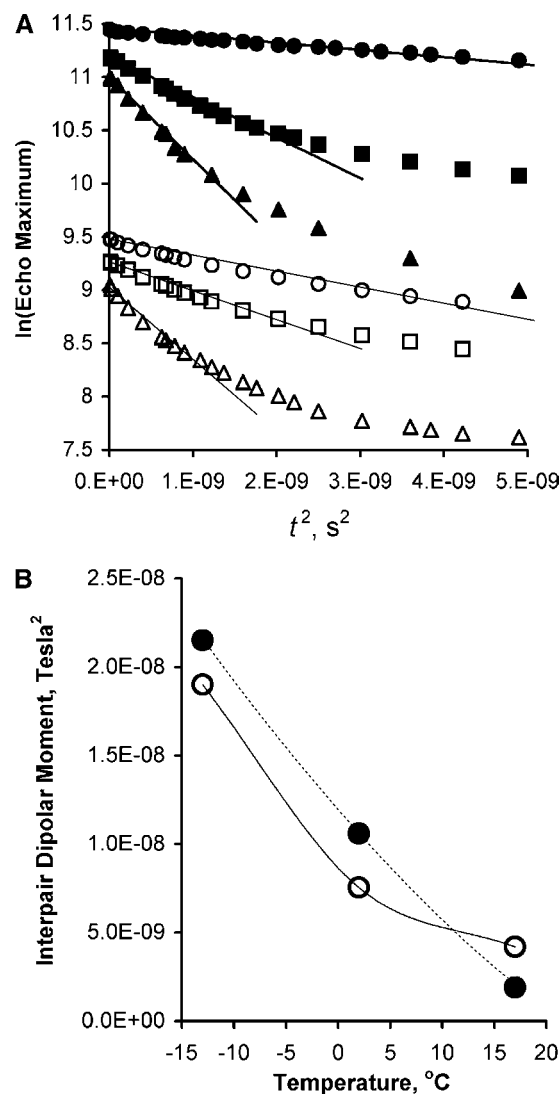 A
ln(Echo Maximum)
11.5
11
10.5
10
9.5
9
8.5
8
7.5
0.E+00 1.E-09 2.E-09 3.E-09 4.E-09 5.E-09
t², s²
B
Interpair Dipolar Moment, Tesla²
2.5E-08
2.0E-08
1.5E-08
1.0E-08
5.0E-09
0.0E+00
-15 -10 -5 0 5 10 15 20
Temperature, °C